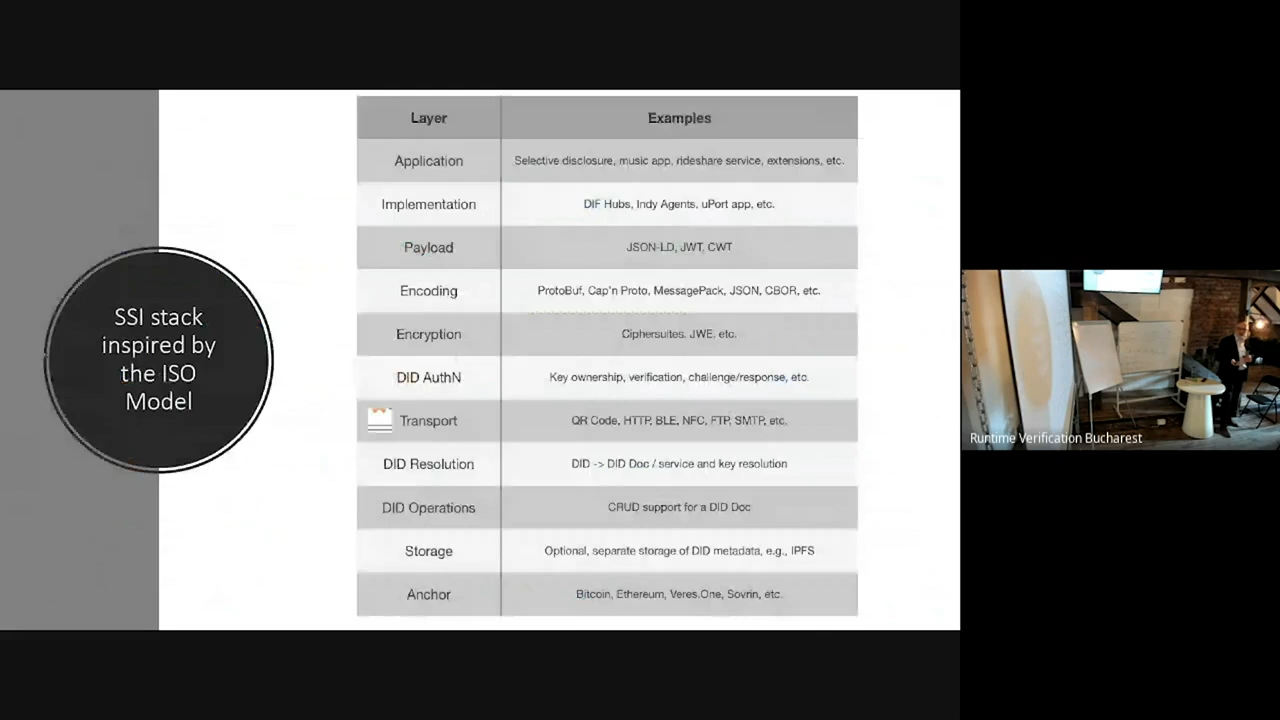 SSI stack
inspired by
the ISO
Model
Layer Examples
Application Selective disclosure, music app, rideshare service, extensions, etc.
Implementation DIF Hubs, Indy Agents, uPort app, etc.
Payload JSON-LD, JWT, CWT
Encoding ProtoBuf, Cap'n Proto, MessagePack, JSON, CBOR, etc.
Encryption Ciphersuites. JWE, etc.
DID AuthN Key ownership, verification, challenge/response, etc.
Transport QR Code, HTTP, BLE, NFC, FTP, SMTP, etc.
DID Resolution DID -> DID Doc / service and key resolution
DID Operations CRUD support for a DID Doc
Storage Optional, separate storage of DID metadata, e.g., IPFS
Anchor Bitcoin, Ethereum, Veres.One, Sovrin, etc.
Runtime Verification Bucharest